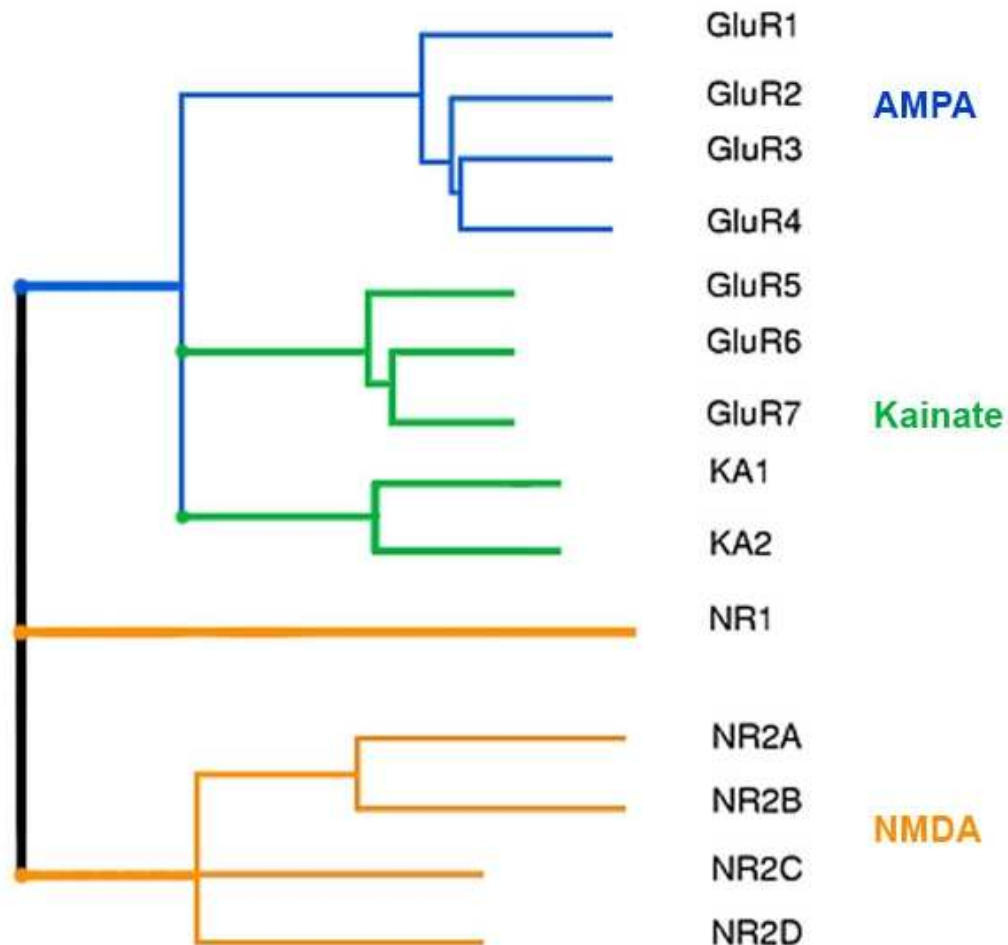 GluR1
GluR2
AMPA
GluR3
GluR4
GluR5
GluR6
GluR7
Kainate
KA1
KA2
NR1
NR2A
NR2B
NMDA
NR2C
NR2D